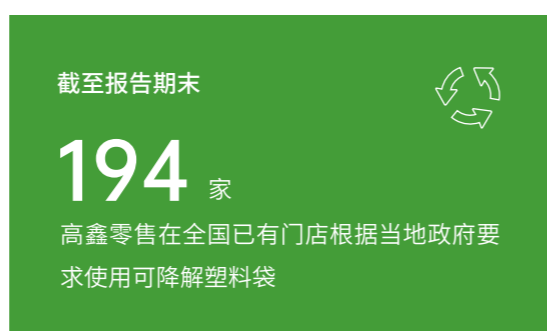 截至报告期末
194 家
高鑫零售在全国已有门店根据当地政府要
求使用可降解塑料袋